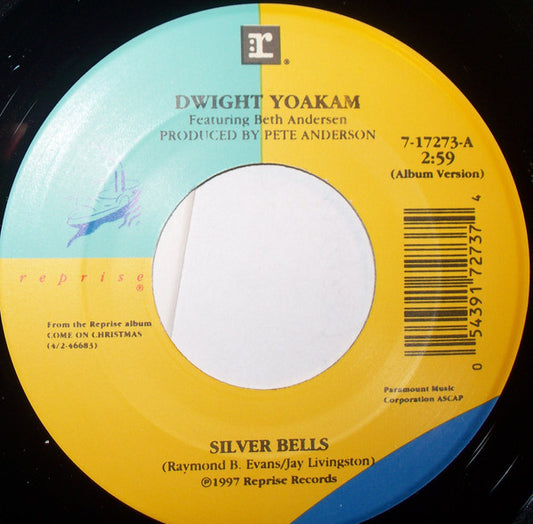 r®
DWIGHT YOAKAM
Featuring Beth Andersen
PRODUCED BY PETE ANDERSON
7-17273-A
2:59
(Album Version)
reprise
®
0 54391 72737 4
From the Reprise album
COME ON CHRISTMAS
(4/2-46683)
Paramount Music
Corporation ASCAP
SILVER BELLS
(Raymond B. Evans/Jay Livingston)
℗1997 Reprise Records